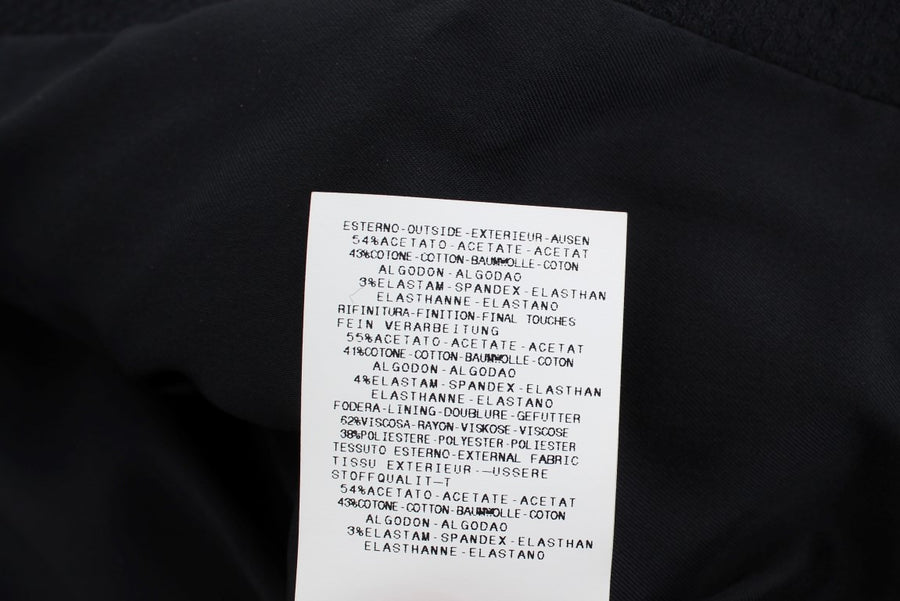 ESTERNO-OUTSIDE-EXTERIEUR-AUSEN
54%ACETATO-ACETATE-ACETAT
43%COTONE-COTTON-BAUMWOLLE-COTON
ALGODON-ALGODAO
3%ELASTAM-SPANDEX-ELASTHAN
ELASTHANNE-ELASTANO
RIFINITURA-FINITION-FINAL TOUCHES
FEIN VERARBEITUNG
55%ACETATO-ACETATE-ACETAT
41%COTONE-COTTON-BAUMWOLLE-COTON
ALGODON-ALGODAO
4%ELASTAM-SPANDEX-ELASTHAN
ELASTHANNE-ELASTANO
FODERA-LINING-DOUBLURE-GEFUTTER
62%VISCOSA-RAYON-VISKOSE-VISCOSE
38%POLIESTERE-POLYESTER-POLIESTER
TESSUTO ESTERNO-EXTERNAL FABRIC
TISSU EXTERIEUR-—USSERE
STOFFQUALIT—T
54%ACETATO-ACETATE-ACETAT
43%COTONE-COTTON-BAUMWOLLE-COTON
ALGODON-ALGODAO
3%ELASTAM-SPANDEX-ELASTHAN
ELASTHANNE-ELASTANO